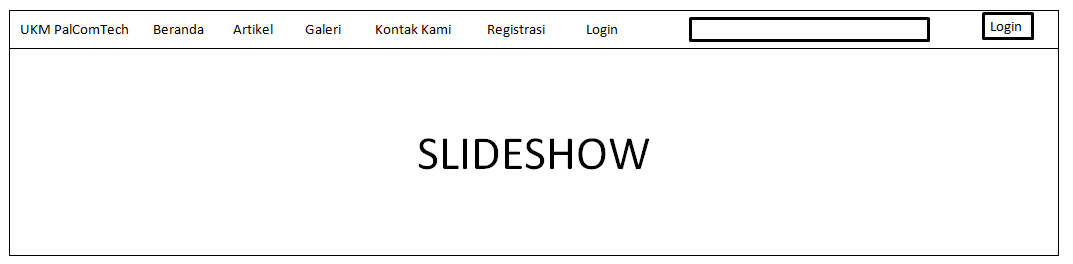 UKM PalComTech Beranda Artikel Galeri Kontak Kami Registrasi Login Login
SLIDESHOW